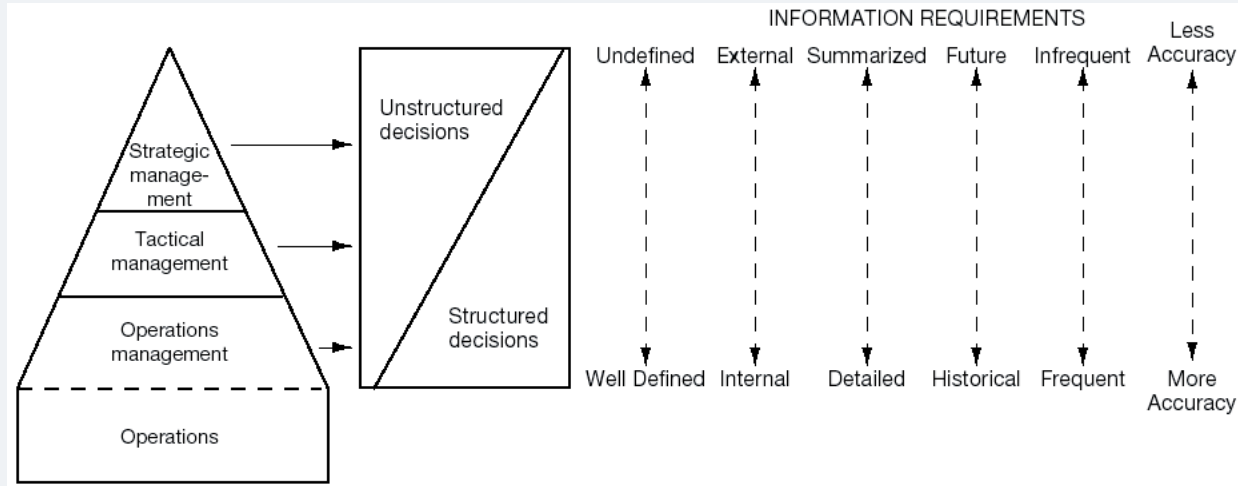 INFORMATION REQUIREMENTS
Undefined External Summarized Future Infrequent Less
Accuracy
Unstructured
decisions
Strategic
manage-
ment
Tactical
management
Structured
decisions
Operations
management
Well Defined Internal Detailed Historical Frequent More
Accuracy
Operations